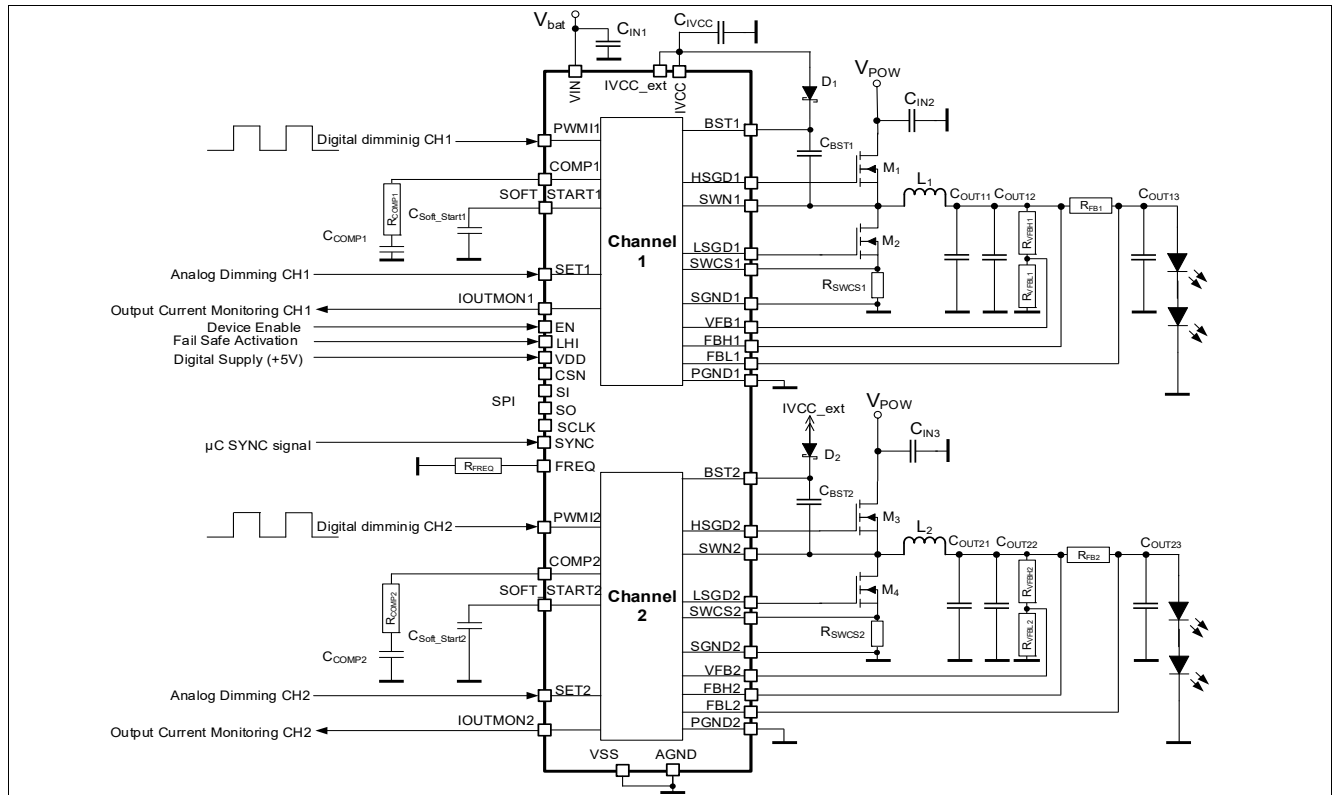 Vbat
CIN1
CIVCC
VIN
IVCC_ext
IVCC
D1
VPOW
CIN2
Digital dimminig CH1
PWMI1
BST1
CBST1
COMP1
HSGD1
M1
RCOMP1
CSoft_Start1
SOFT_START1
SWN1
L1
COUT11
COUT12
RFB1
COUT13
CCOMP1
Channel
1
LSGD1
M2
RVFBH1
RVFBL1
Analog Dimming CH1
SET1
SWCS1
RSWCS1
Output Current Monitoring CH1
IOUTMON1
SGND1
Device Enable
EN
VFB1
Fail Safe Activation
LHI
FBH1
Digital Supply (+5V)
VDD
FBL1
CSN
PGND1
SPI
SI
SO
SCLK
IVCC_ext
VPOW
µC SYNC signal
SYNC
D2
CIN3
RFREQ
FREQ
BST2
CBST2
Digital dimminig CH2
PWMI2
HSGD2
M3
COMP2
SWN2
L2
COUT21
COUT22
RFB2
COUT23
RCOMP2
CSoft_Start2
SOFT_START2
Channel
2
LSGD2
M4
RVFBH2
RVFBL2
SWCS2
RSWCS2
CCOMP2
SGND2
VFB2
Analog Dimming CH2
SET2
FBH2
FBL2
Output Current Monitoring CH2
IOUTMON2
PGND2
VSS
AGND